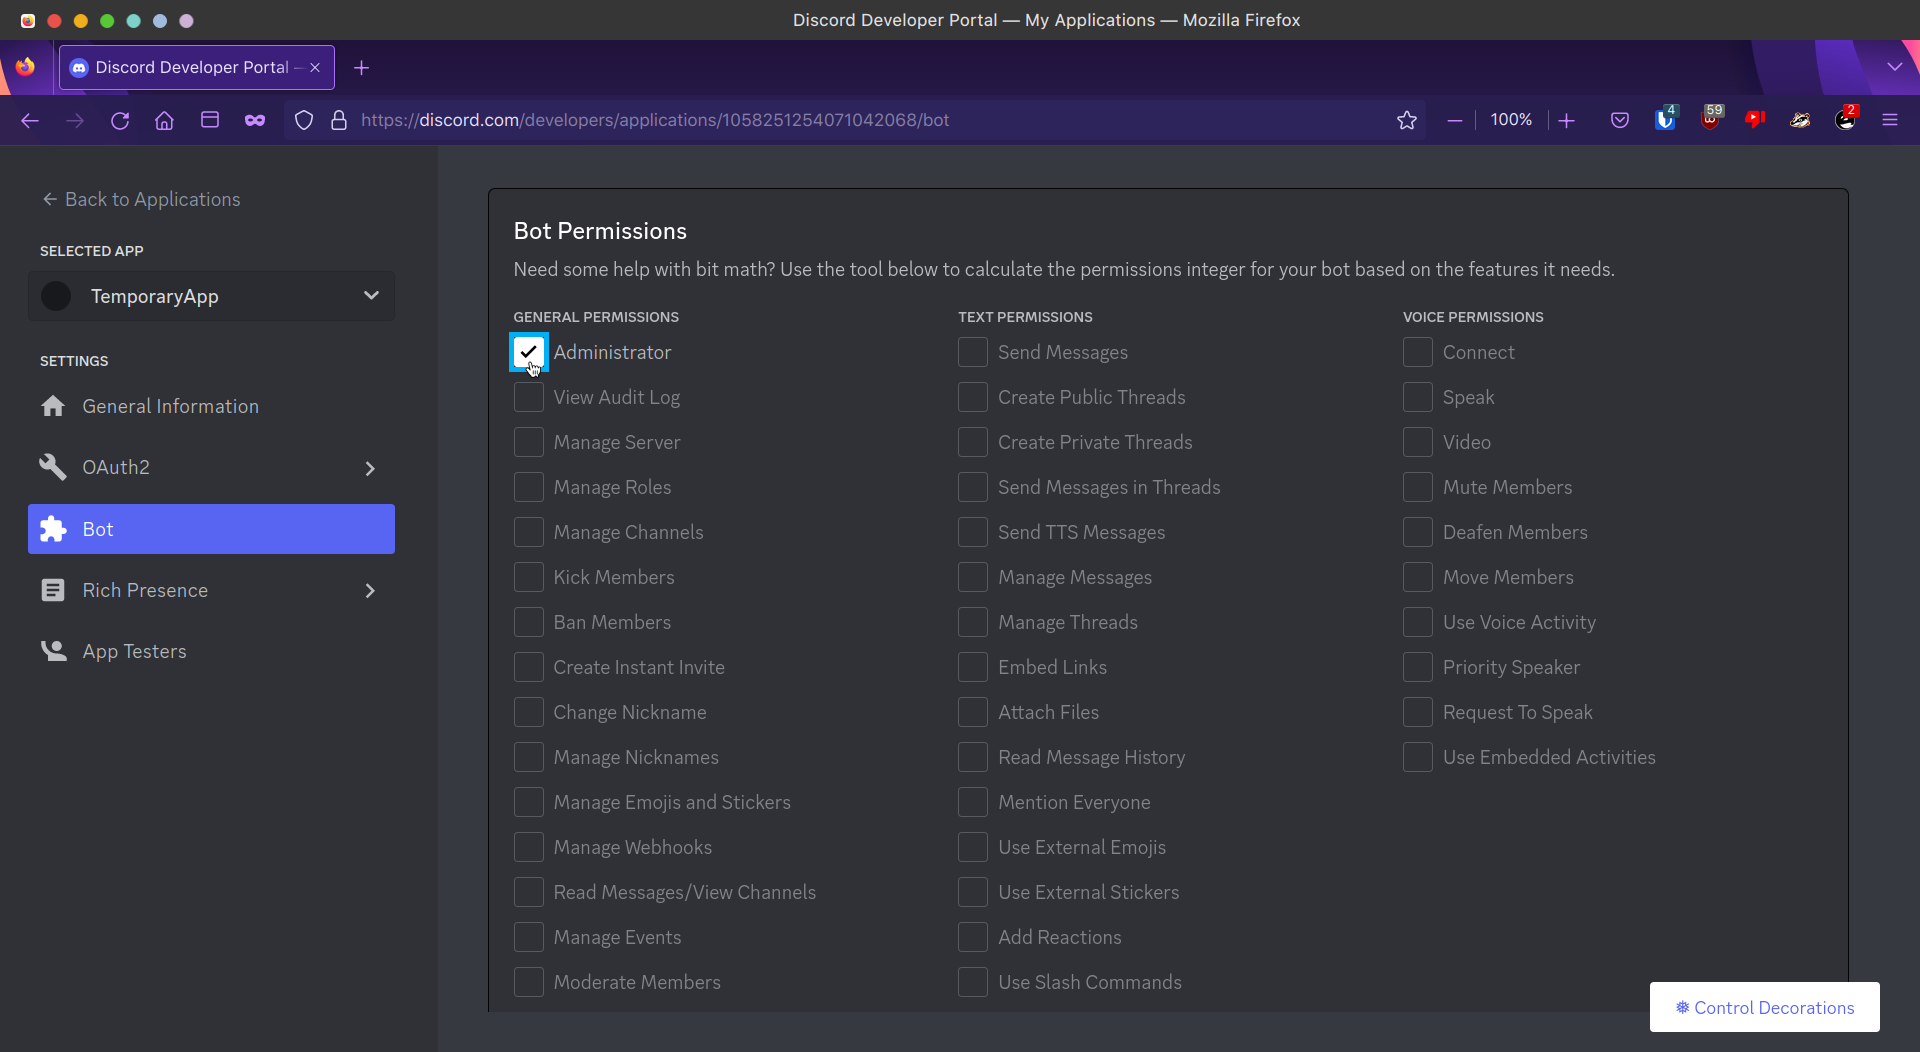 Discord Developer Portal — My Applications — Mozilla Firefox
Discord Developer Portal —
https://discord.com/developers/applications/1058251254071042068/bot
100%
4
59
2
Back to Applications
SELECTED APP
TemporaryApp
SETTINGS
General Information
OAuth2
Bot
Rich Presence
App Testers
Bot Permissions
Need some help with bit math? Use the tool below to calculate the permissions integer for your bot based on the features it needs.
GENERAL PERMISSIONS
Administrator
View Audit Log
Manage Server
Manage Roles
Manage Channels
Kick Members
Ban Members
Create Instant Invite
Change Nickname
Manage Nicknames
Manage Emojis and Stickers
Manage Webhooks
Read Messages/View Channels
Manage Events
Moderate Members
TEXT PERMISSIONS
Send Messages
Create Public Threads
Create Private Threads
Send Messages in Threads
Send TTS Messages
Manage Messages
Manage Threads
Embed Links
Attach Files
Read Message History
Mention Everyone
Use External Emojis
Use External Stickers
Add Reactions
Use Slash Commands
VOICE PERMISSIONS
Connect
Speak
Video
Mute Members
Deafen Members
Move Members
Use Voice Activity
Priority Speaker
Request To Speak
Use Embedded Activities
Control Decorations